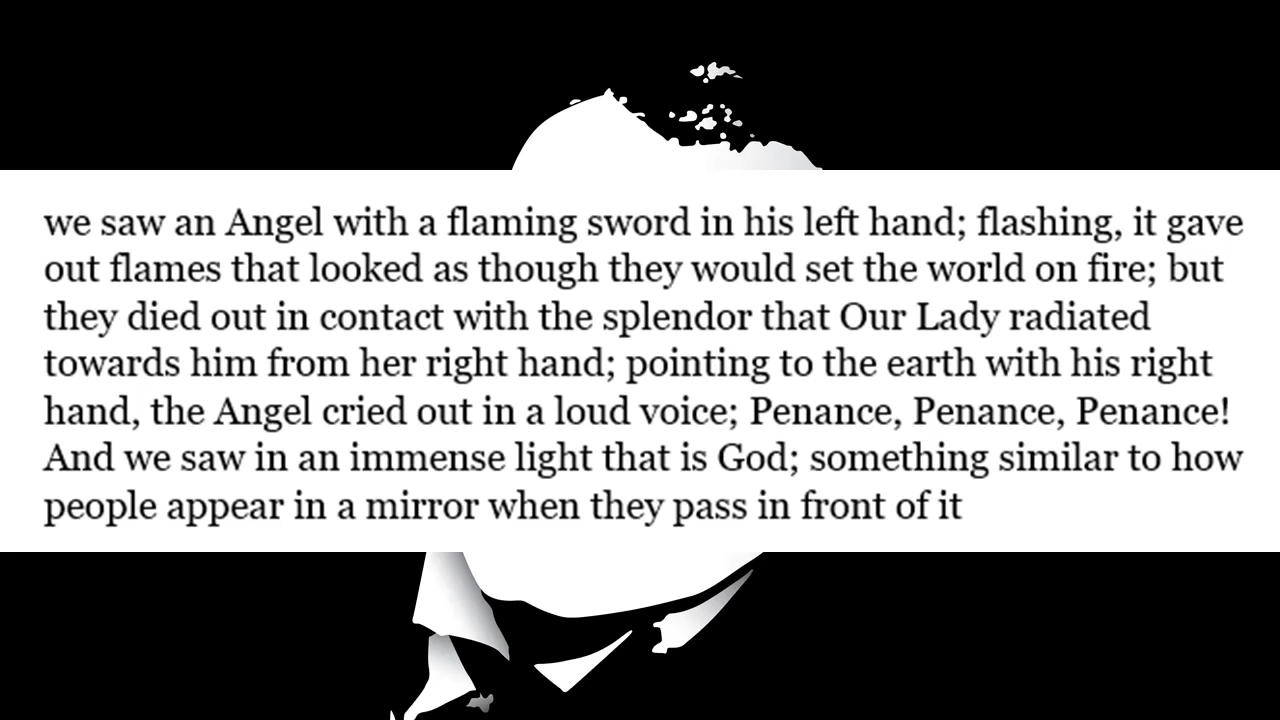 we saw an Angel with a flaming sword in his left hand; flashing, it gave
out flames that looked as though they would set the world on fire; but
they died out in contact with the splendor that Our Lady radiated
towards him from her right hand; pointing to the earth with his right
hand, the Angel cried out in a loud voice; Penance, Penance, Penance!
And we saw in an immense light that is God; something similar to how
people appear in a mirror when they pass in front of it